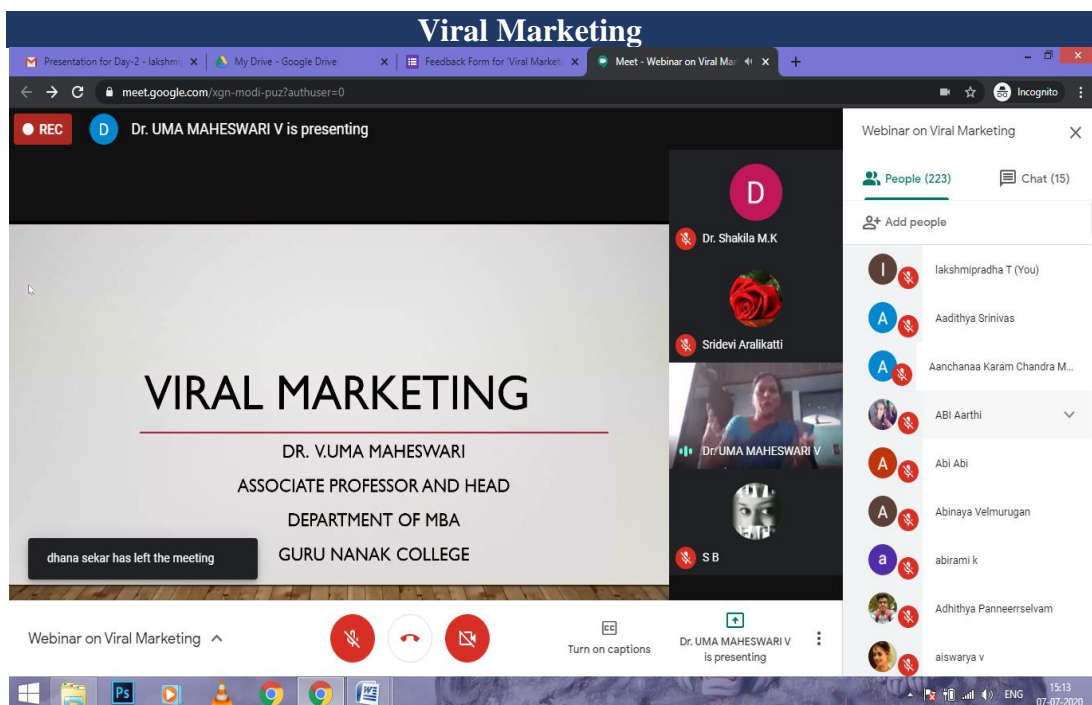 Viral Marketing
Presentation for Day-2 - lakshmi
My Drive - Google Drive
Feedback Form for 'Viral Marketi
Meet - Webinar on Viral Mar
meet.google.com/xgn-modi-puz?authuser=0
Incognito
REC
D
Dr. UMA MAHESWARI V is presenting
Webinar on Viral Marketing
People (223)
Chat (15)
Add people
D
Dr. Shakila M.K
Sridevi Aralikatti
Dr. UMA MAHESWARI V
S B
VIRAL MARKETING
DR. V.UMA MAHESWARI
ASSOCIATE PROFESSOR AND HEAD
DEPARTMENT OF MBA
GURU NANAK COLLEGE
dhana sekar has left the meeting
l
lakshmipradha T (You)
A
Aadithya Srinivas
A
Aanchanaa Karam Chandra M...
ABI Aarthi
A
Abi Abi
A
Abinaya Velmurugan
a
abirami k
Adhithya Panneerrselvam
aiswarya v
Webinar on Viral Marketing
CC
Turn on captions
Dr. UMA MAHESWARI V
is presenting
Ps
W
ENG
15:13
07-07-2020